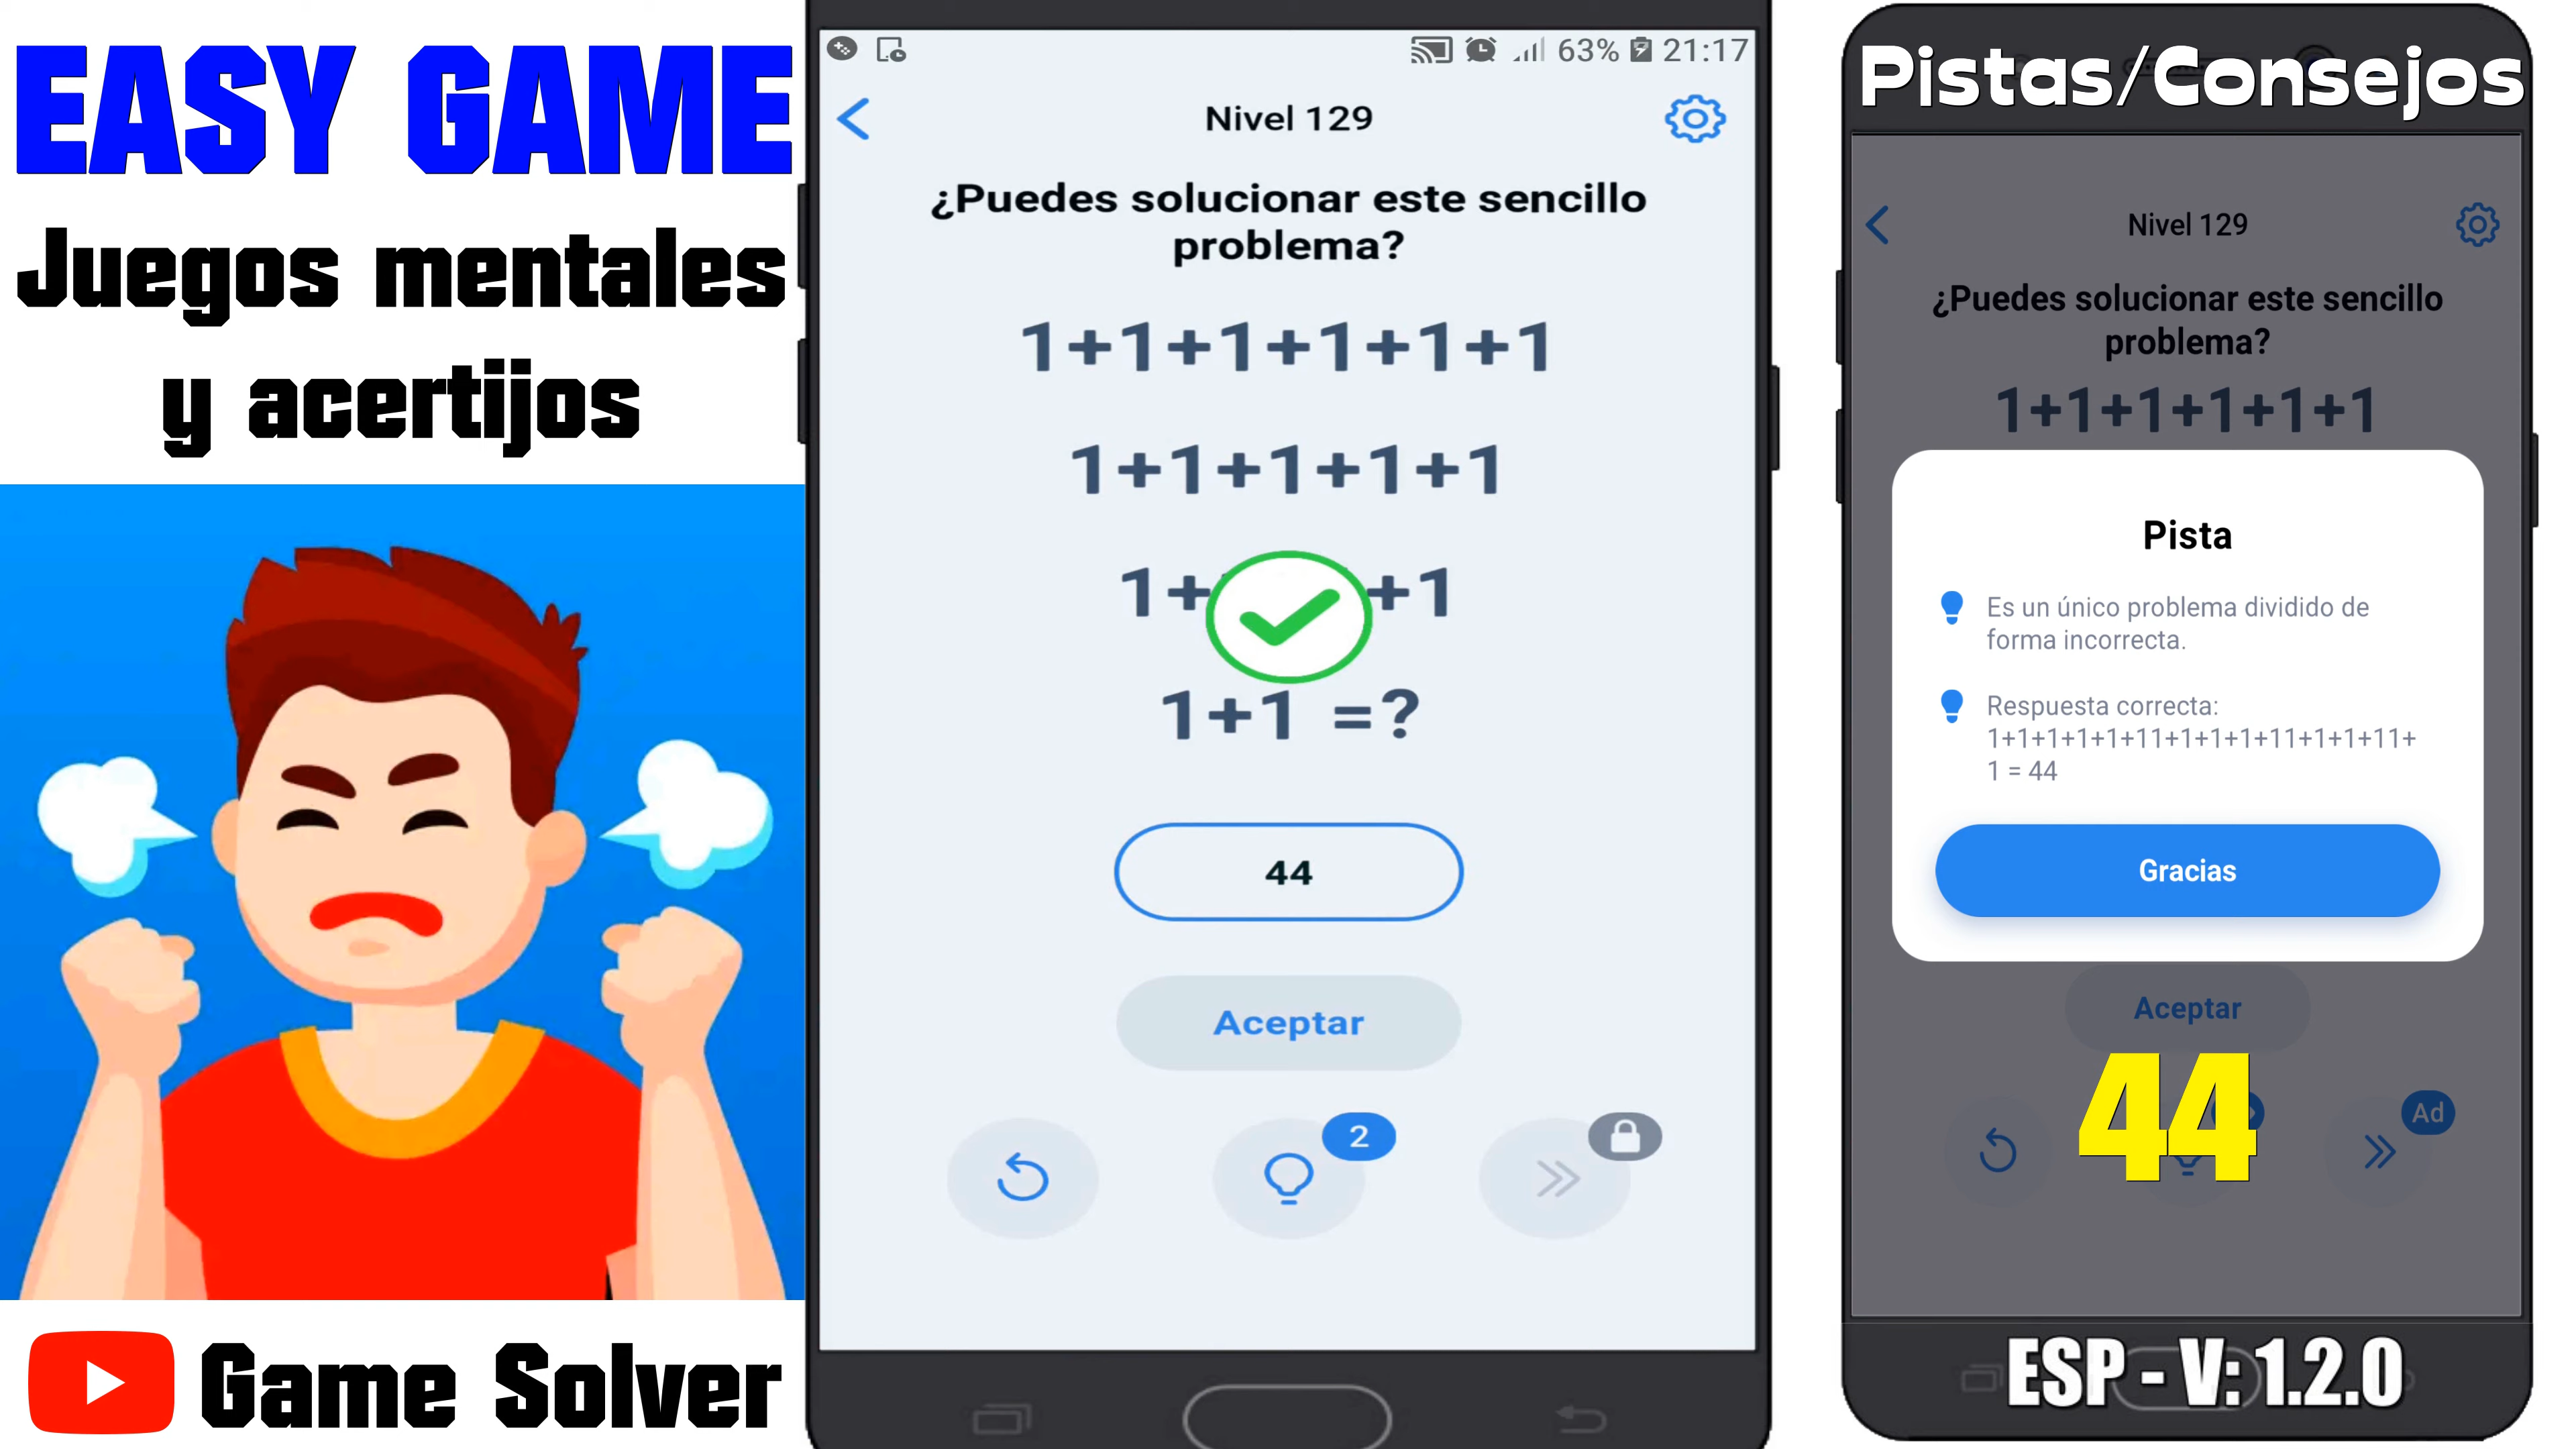 EASY GAME
Juegos mentales
y acertijos
Game Solver
63% 21:17
Nivel 129
¿Puedes solucionar este sencillo
problema?
1+1+1+1+1+1
1+1+1+1+1
1+ +1
1+1 =?
44
Aceptar
2
Pistas/Consejos
Nivel 129
¿Puedes solucionar este sencillo
problema?
1+1+1+1+1+1
Pista
Es un único problema dividido de
forma incorrecta.
Respuesta correcta:
1+1+1+1+1+11+1+1+1+11+1+1+11+
1 = 44
Gracias
Aceptar
44
Ad
ESP - V: 1.2.0